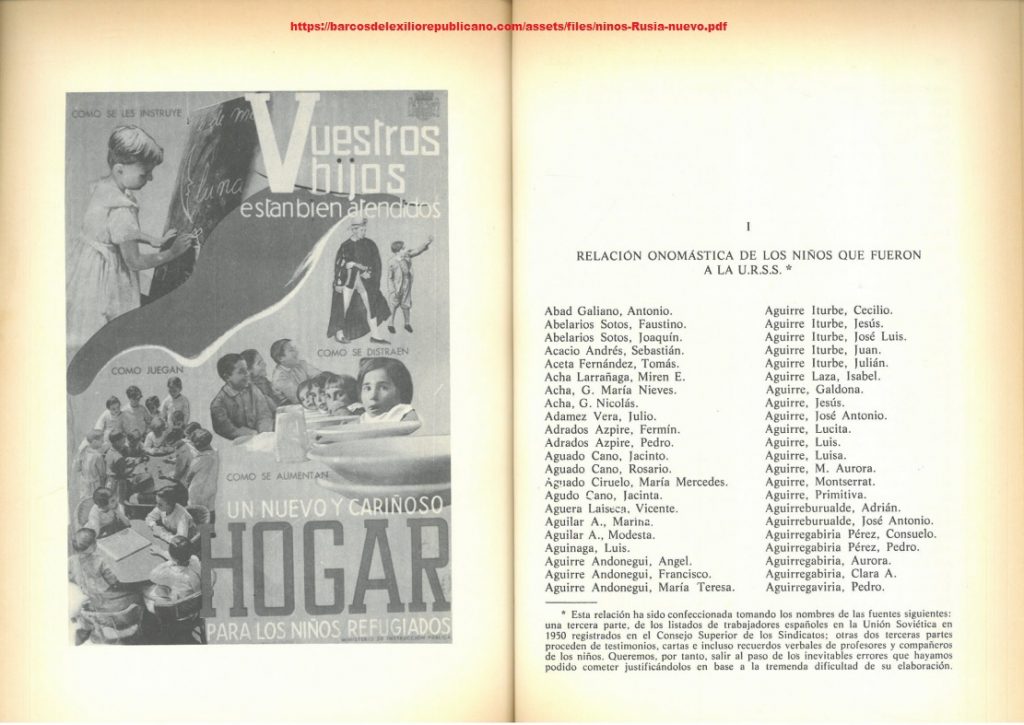 https://barcosdelexiliorepublicano.com/assets/files/ninos-Rusia-nuevo.pdf
COMO SE LES INSTRUYE
Vuestros
hijos
estan bien atendidos
COMO SE DISTRAEN
COMO JUEGAN
COMO SE ALIMENTAN
UN NUEVO Y CARIÑOSO
HOGAR
PARA LOS NIÑOS REFUGIADOS
MINISTERIO DE INSTRUCCION PUBLICA
I
RELACIÓN ONOMÁSTICA DE LOS NIÑOS QUE FUERON
A LA U.R.S.S. *
Abad Galiano, Antonio.
Abelarios Sotos, Faustino.
Abelarios Sotos, Joaquín.
Acacio Andrés, Sebastián.
Aceta Fernández, Tomás.
Acha Larrañaga, Miren E.
Acha, G. María Nieves.
Acha, G. Nicolás.
Adamez Vera, Julio.
Adrados Azpire, Fermín.
Adrados Azpire, Pedro.
Aguado Cano, Jacinto.
Aguado Cano, Rosario.
Aguado Ciruelo, María Mercedes.
Agudo Cano, Jacinta.
Aguera Laiseca, Vicente.
Aguilar A., Marina.
Aguilar A., Modesta.
Aguinaga, Luis.
Aguirre Andonegui, Angel.
Aguirre Andonegui, Francisco.
Aguirre Andonegui, María Teresa.
Aguirre Iturbe, Cecilio.
Aguirre Iturbe, Jesús.
Aguirre Iturbe, José Luis.
Aguirre Iturbe, Juan.
Aguirre Iturbe, Julián.
Aguirre Laza, Isabel.
Aguirre, Galdona.
Aguirre, Jesús.
Aguirre, José Antonio.
Aguirre, Lucita.
Aguirre, Luis.
Aguirre, Luisa.
Aguirre, M. Aurora.
Aguirre, Montserrat.
Aguirre, Primitiva.
Aguirreburualde, Adrián.
Aguirreburualde, José Antonio.
Aguirregabiria Pérez, Consuelo.
Aguirregabiria Pérez, Pedro.
Aguirregabiria, Aurora.
Aguirregabiria, Clara A.
Aguirregaviria, Pedro.
* Esta relación ha sido confeccionada tomando los nombres de las fuentes siguientes:
una tercera parte, de los listados de trabajadores españoles en la Unión Soviética en
1950 registrados en el Consejo Superior de los Sindicatos; otras dos terceras partes
proceden de testimonios, cartas e incluso recuerdos verbales de profesores y compañeros
de los niños. Queremos, por tanto, salir al paso de los inevitables errores que hayamos
podido cometer justificándolos en base a la tremenda dificultad de su elaboración.